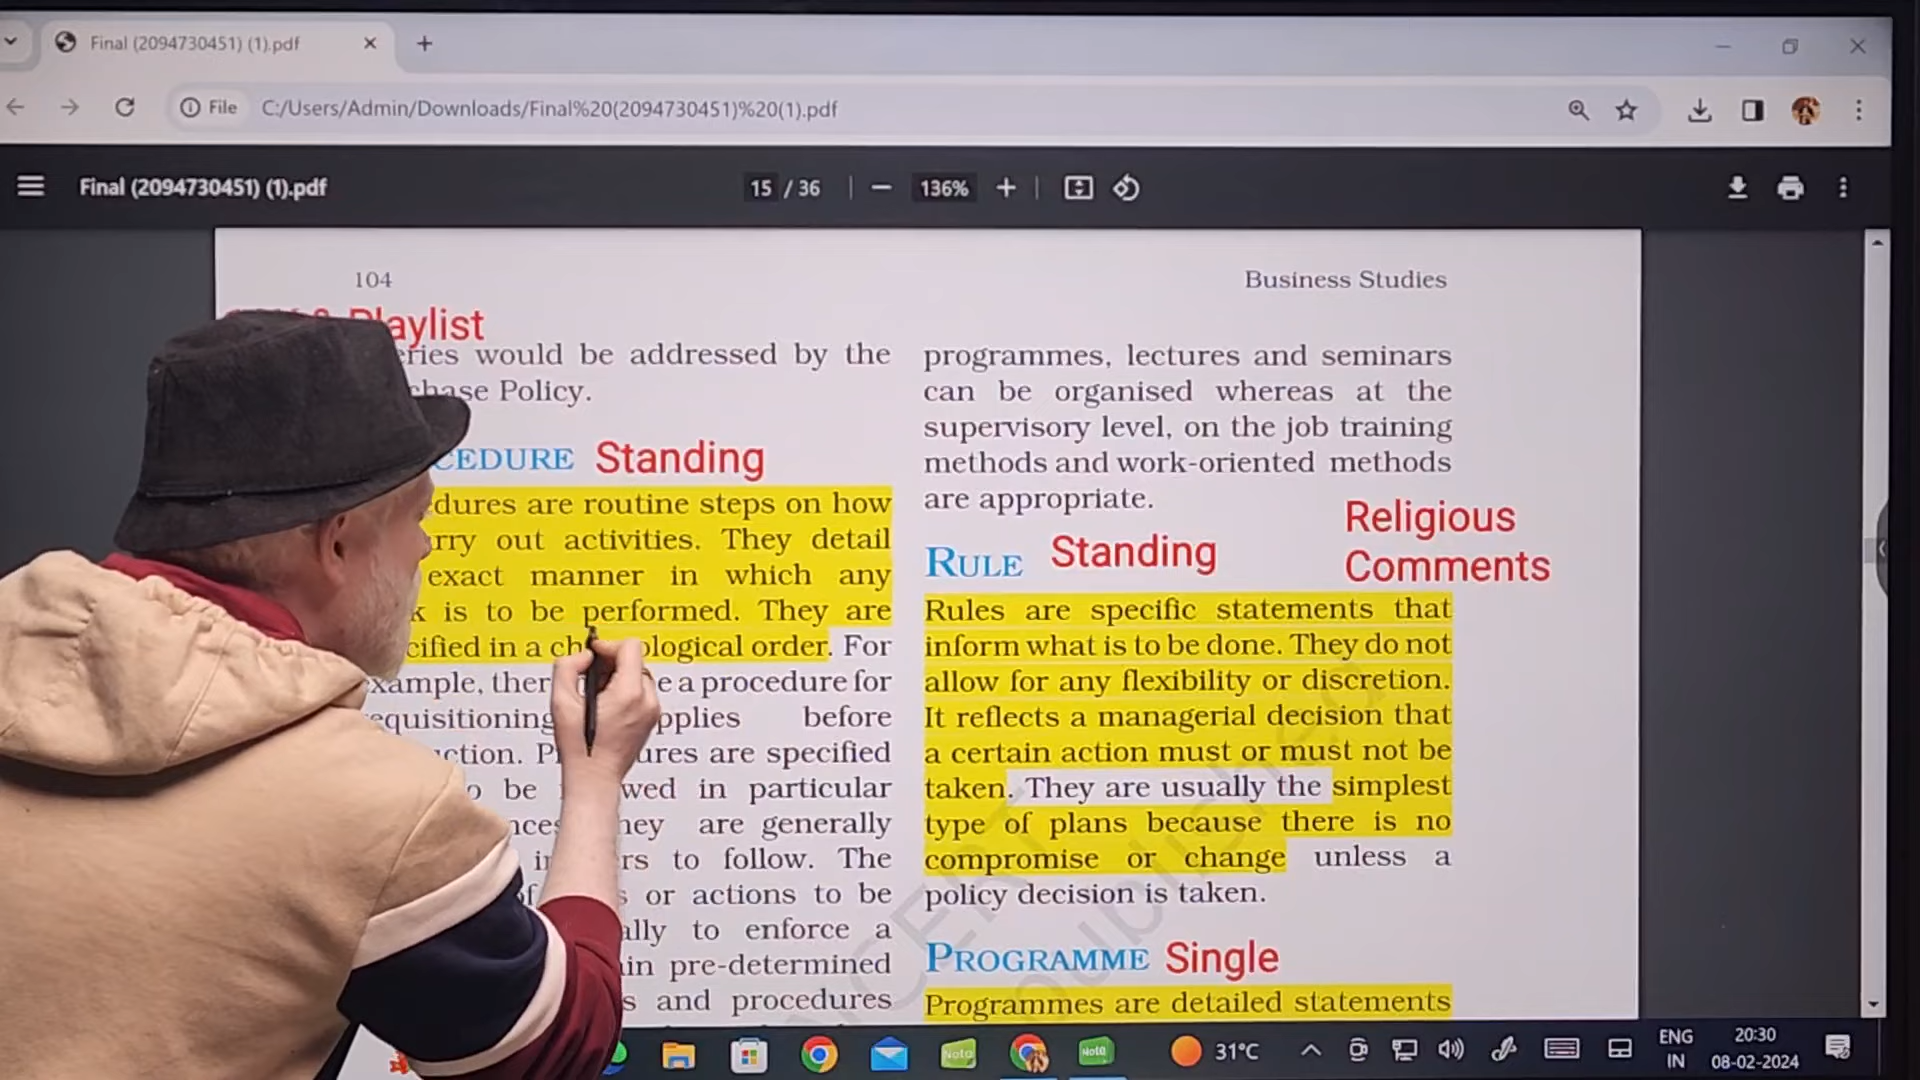 Final (2094730451) (1).pdf
File
C:/Users/Admin/Downloads/Final%20(2094730451)%20(1).pdf
Final (2094730451) (1).pdf
15 / 36
136%
104
Business Studies
Playlist
would be addressed by the
Policy.
Standing
are routine steps on how
out activities. They detail
exact manner in which any
is to be performed. They are
in a order. For
a procedure for
before
are specified
be in particular
are generally
to follow. The
or actions to be
to enforce a
pre-determined
and procedures
programmes, lectures and seminars
can be organised whereas at the
supervisory level, on the job training
methods and work-oriented methods
are appropriate.
Religious
Comments
RULE Standing
Rules are specific statements that
inform what is to be done. They do not
allow for any flexibility or discretion.
It reflects a managerial decision that
a certain action must or must not be
taken. They are usually the simplest
type of plans because there is no
compromise or change unless a
policy decision is taken.
PROGRAMME Single
Programmes are detailed statements
Nota
Nota
31°C
ENG
IN
20:30
08-02-2024